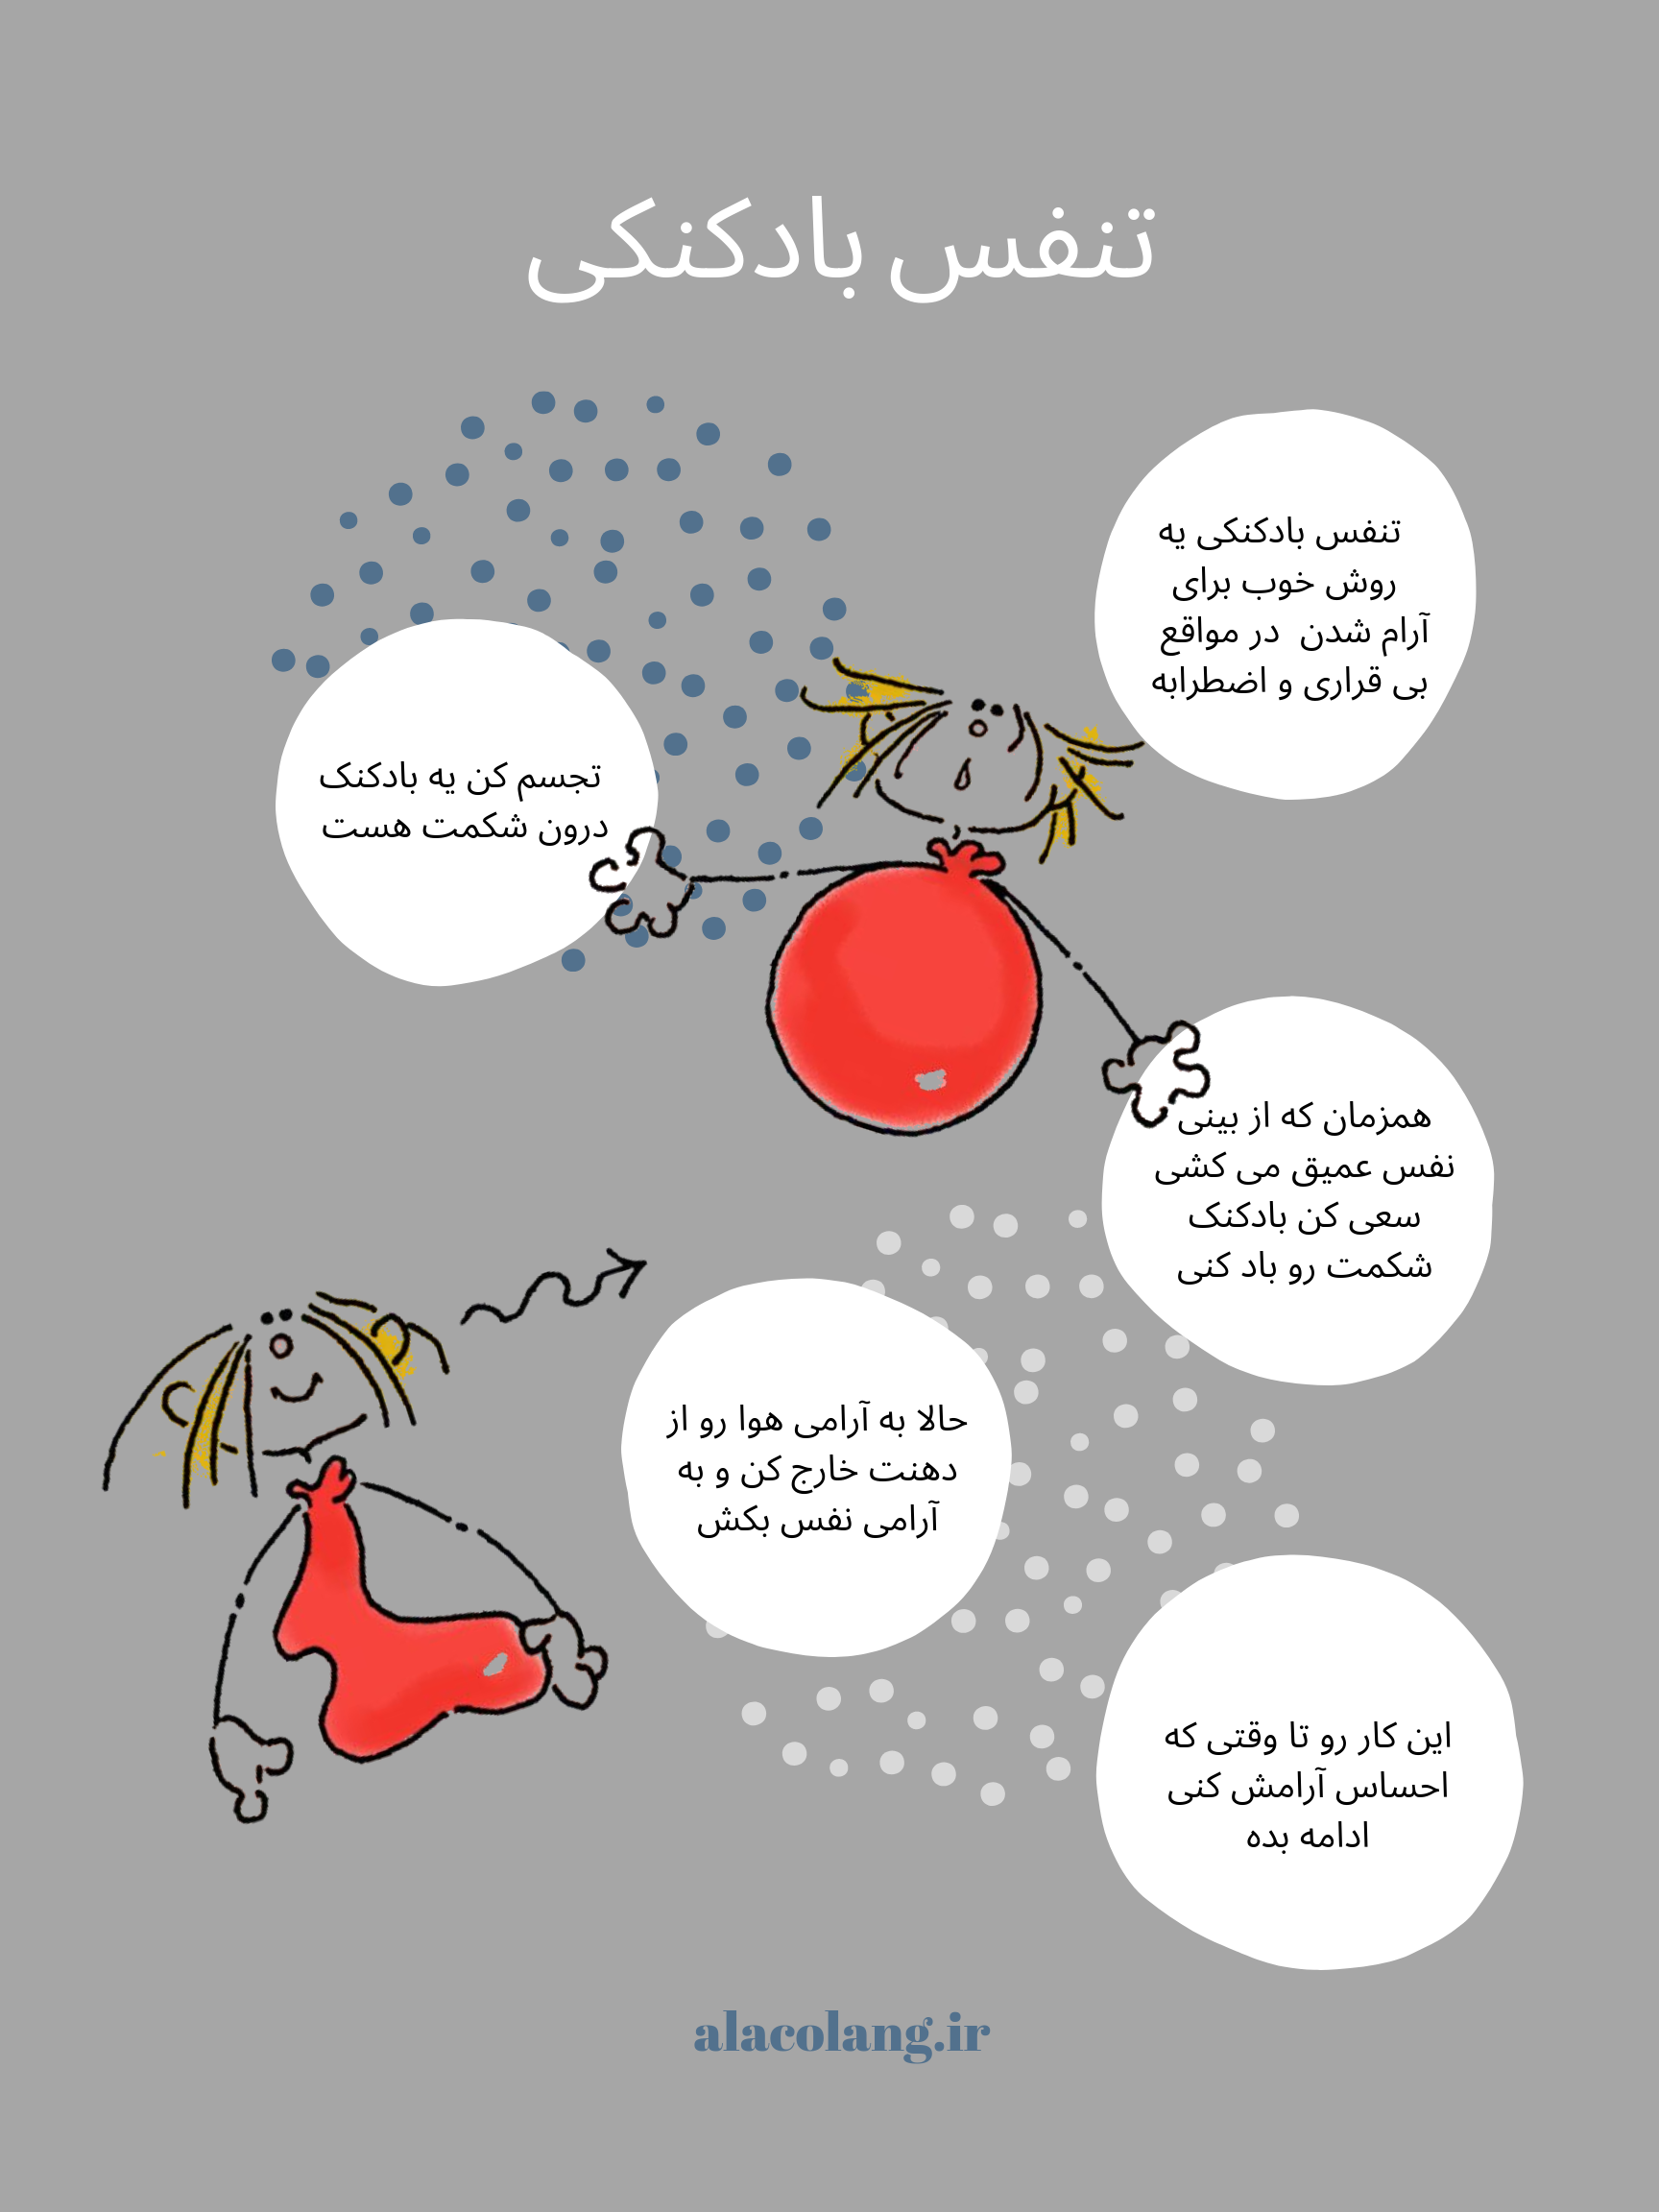 تنفس بادکنکی
تنفس بادکنکی یه
روش خوب برای
آرام شدن در مواقع
بی قراری و اضطرابه
تجسم کن یه بادکنک
درون شکمت هست
همزمان که از بینی
نفس عمیق می کشی
سعی کن بادکنک
شکمت رو باد کنی
حالا به آرامی هوا رو از
دهنت خارج کن و به
آرامی نفس بکش
این کار رو تا وقتی که
احساس آرامش کنی
ادامه بده
alacolang.ir